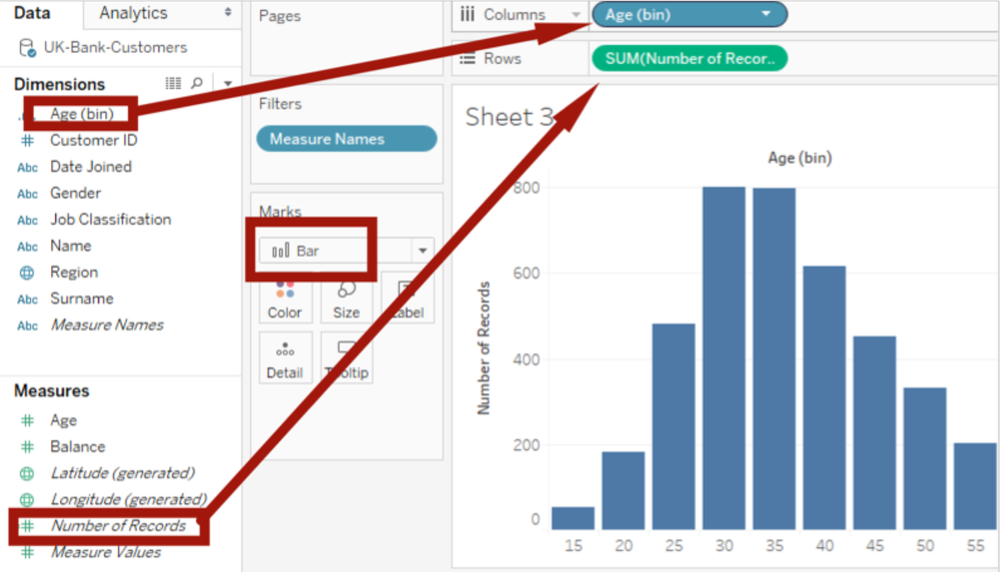 Data
Analytics
UK-Bank-Customers
Dimensions
Age (bin)
# Customer ID
Abc Date Joined
Abc Gender
Abc Job Classification
Abc Name
Region
Abc Surname
Abc Measure Names
Measures
# Age
# Balance
Latitude (generated)
Longitude (generated)
# Number of Records
# Measure Values
Pages
Filters
Measure Names
Marks
Bar
Color
Size
Label
Detail
Tooltip
Columns
Age (bin)
Rows
SUM(Number of Recor..
Sheet 3
Age (bin)
Number of Records
800
600
400
200
0
15 20 25 30 35 40 45 50 55